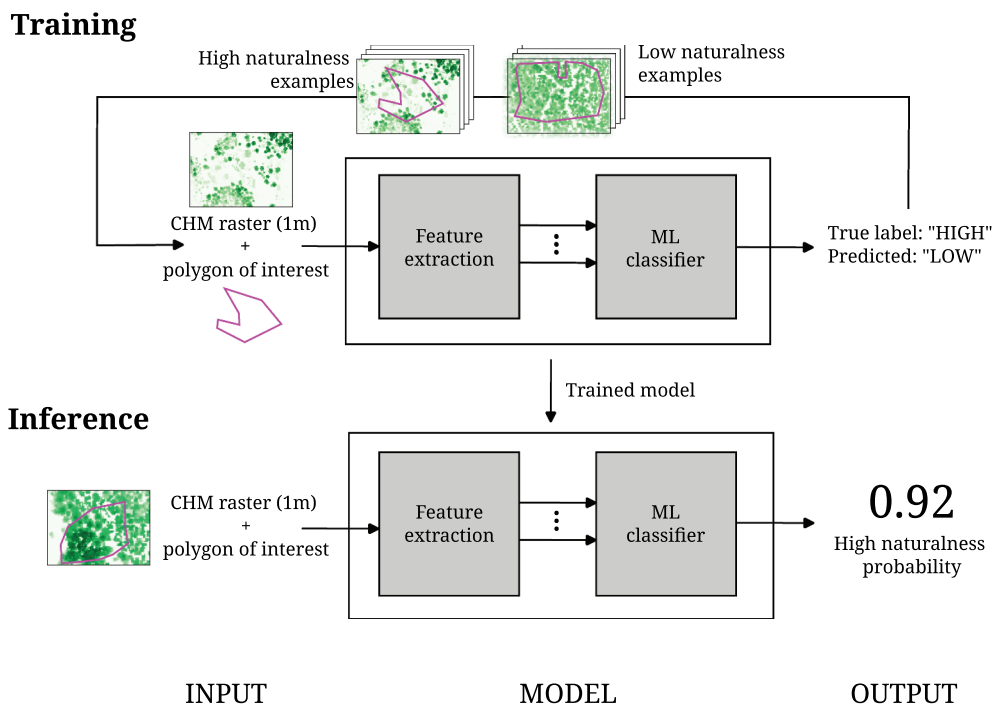 Training
High naturalness
examples
Low naturalness
examples
CHM raster (1m)
+
polygon of interest
Feature
extraction
ML
classifier
True label: "HIGH"
Predicted: "LOW"
Trained model
Inference
CHM raster (1m)
+
polygon of interest
Feature
extraction
ML
classifier
0.92
High naturalness
probability
INPUT
MODEL
OUTPUT